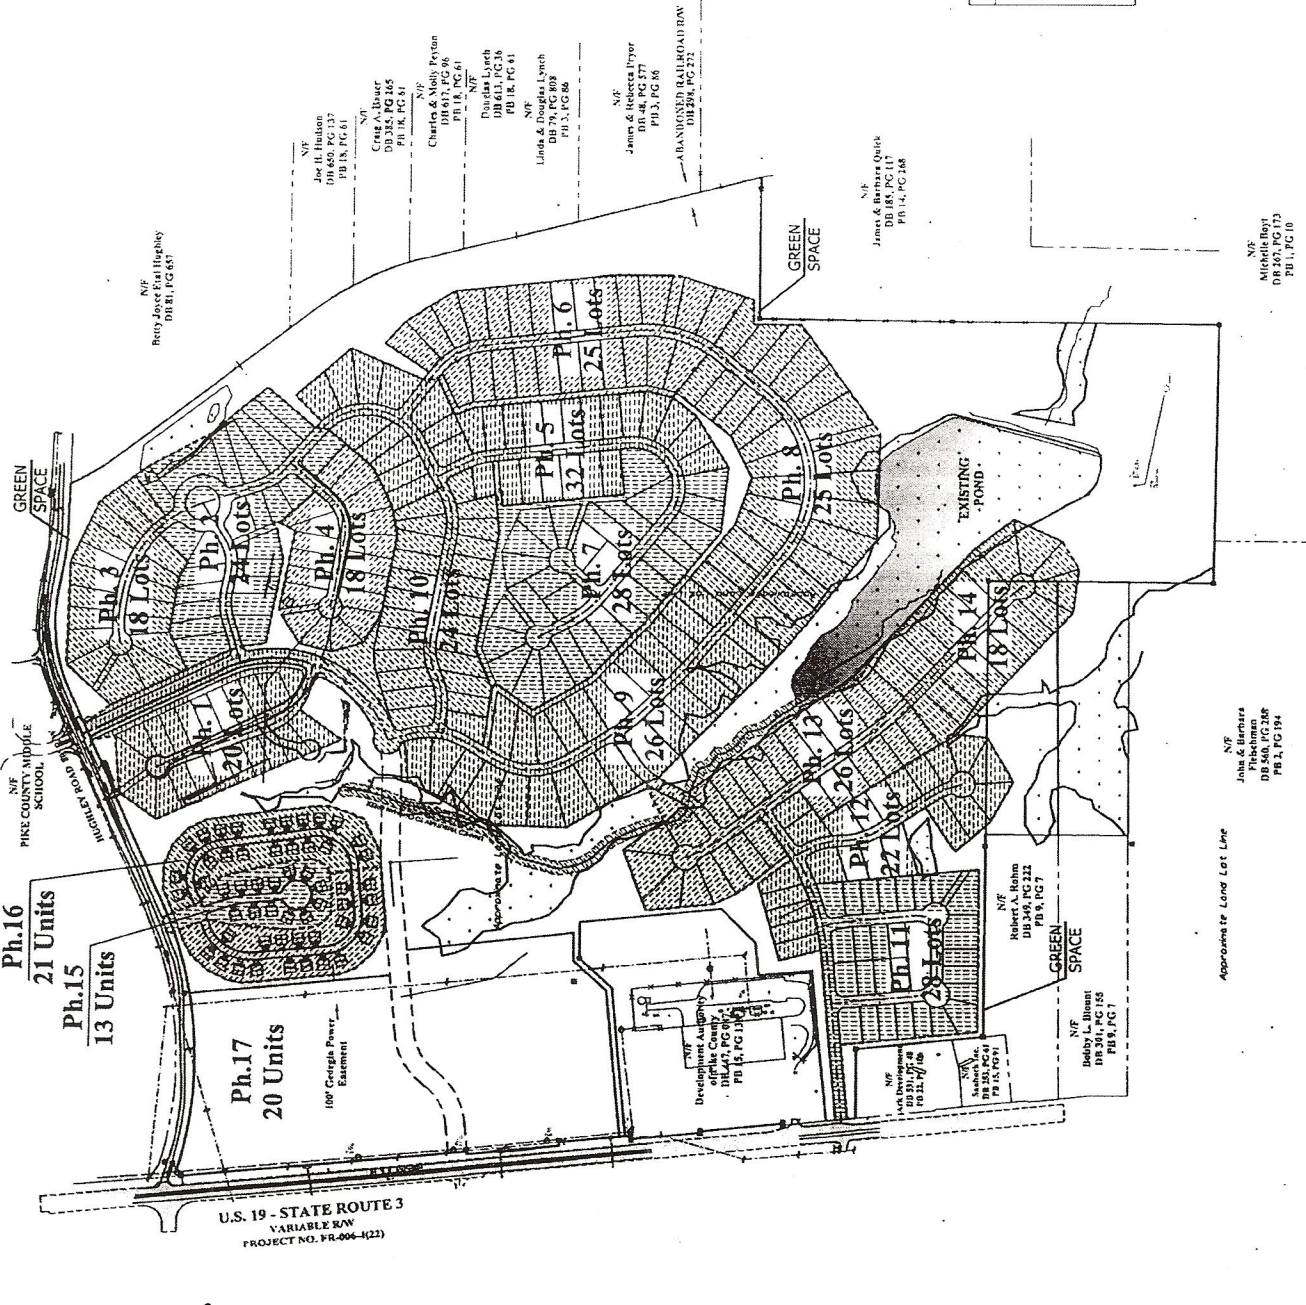 N/F
Betty Joyce Etal Hughley
DB 81, PG 657
N/F
Joe H. Hudson
DB 650, PG 137
PB 18, PG 61
N/F
Craig A. Bauer
DB 385, PG 265
PB 18, PG 61
N/F
Charles & Molly Peyton
DB 617, PG 96
PB 18, PG 61
N/F
Douglas Lynch
DB 613, PG 36
PB 18, PG 61
N/F
Linda & Douglas Lynch
DB 79, PG 808
PB 3, PG 86
N/F
James & Rebecca Pryor
DB 48, PG 577
PB 3, PG 86
ABANDONED RAILROAD R/W
DB 298, PG 272
N/F
James & Barbara Quick
DB 185, PG 117
PB 14, PG 268
N/F
Michelle Hoyt
DB 267, PG 173
PB 1, PG 10
GREEN
SPACE
GREEN
SPACE
Ph. 6
25 Lots
Ph. 5
32 Lots
Ph. 8
25 Lots
EXISTING
POND
Ph. 3
18 Lots
Ph. 2
24 Lots
Ph. 4
18 Lots
Ph. 10
24 Lots
Ph. 7
28 Lots
Ph. 14
18 Lots
Ph. 1
20 Lots
Ph. 9
26 Lots
Ph. 13
26 Lots
Ph. 12
22 Lots
Ph. 11
28 Lots
N/F
PIKE COUNTY MIDDLE
SCHOOL
HUGHLEY ROAD
Ph.16
21 Units
Ph.15
13 Units
Ph.17
20 Units
100' Georgia Power
Easement
Approximate L
N/F
Development Authority
of Pike County
N/F
Robert A. Rohm
DB 349, PG 222
PB 9, PG 7
GREEN
SPACE
N/F
Bobby L. Blount
DB 301, PG 155
PB 9, PG 7
N/F
John & Barbara
Fleischman
DB 560, PG 288
PB 2, PG 194
Approximate Land Lot Line
N/F
Ark Development
N/F
U.S. 19 - STATE ROUTE 3
VARIABLE R/W
PROJECT NO. FR-006-1(22)